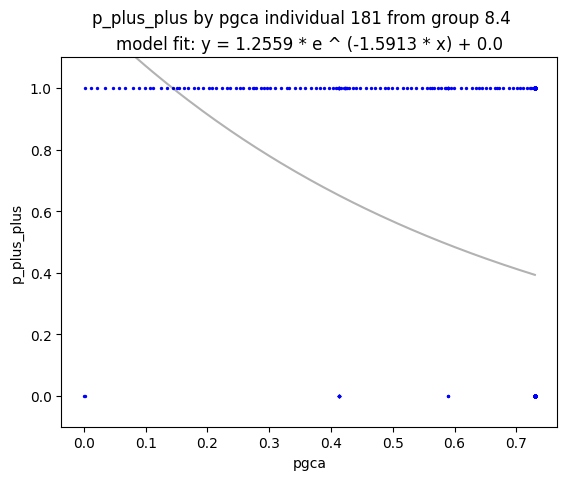 p_plus_plus by pgca individual 181 from group 8.4
model fit: y = 1.2559 * e ^ (-1.5913 * x) + 0.0
1.0
0.8
0.6
0.4
0.2
0.0
p_plus_plus
0.0 0.1 0.2 0.3 0.4 0.5 0.6 0.7
pgca